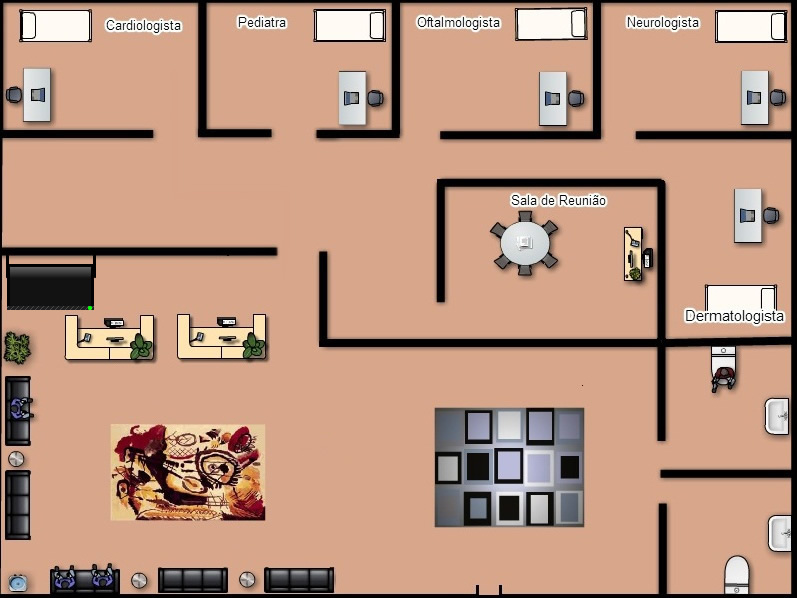 Cardiologista
Pediatra
Oftalmologista
Neurologista
Sala de Reunião
Dermatologista